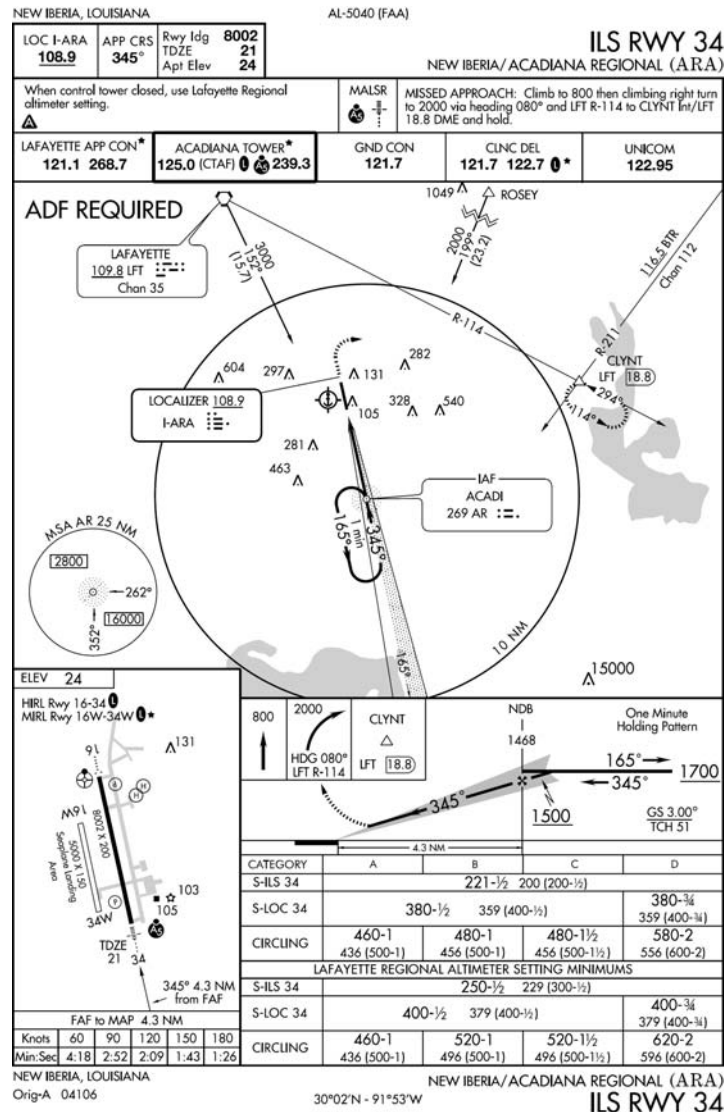 NEW IBERIA, LOUISIANA
AL-5040 (FAA)
LOC I-ARA
108.9
APP CRS
345°
Rwy Idg 8002
TDZE 21
Apt Elev 24
ILS RWY 34
NEW IBERIA/ACADIANA REGIONAL (ARA)
When control tower closed, use Lafayette Regional
altimeter setting.
A
MALSR
A5
MISSED APPROACH: Climb to 800 then climbing right turn
to 2000 via heading 080° and LFT R-114 to CLYNT Int/LFT
18.8 DME and hold.
LAFAYETTE APP CON*
121.1 268.7
ACADIANA TOWER*
125.0 (CTAF) L A5 239.3
GND CON
121.7
CLNC DEL
121.7 122.7 L *
UNICOM
122.95
ADF REQUIRED
1049
ROSEY
2000
199°
(23.2)
116.5 BTR
Chan 112
LAFAYETTE
109.8 LFT
Chan 35
3000
152°
(15.7)
R-114
R-211
CLYNT
LFT 18.8
294°
114°
604
297
131
282
LOCALIZER 108.9
I-ARA
105
328
540
281
463
IAF
ACADI
269 AR
1 min
165°
345°
MSA AR 25 NM
2800
262°
16000
352°
165°
10 NM
15000
ELEV 24
HIRL Rwy 16-34 L
MIRL Rwy 16W-34W L *
16
131
16W
8002 X 200
5000 X 150
Seaplane Landing
Area
34W
103
105
A5
TDZE
21
34
345° 4.3 NM
from FAF
800
2000
HDG 080°
LFT R-114
CLYNT
LFT 18.8
NDB
1468
One Minute
Holding Pattern
165°
345°
1700
345°
1500
GS 3.00°
TCH 51
4.3 NM
CATEGORY A B C D
S-ILS 34 221-½ 200 (200-½)
S-LOC 34 380-½ 359 (400-½) 380-¾ 359 (400-¾)
CIRCLING 460-1 480-1 480-1½ 580-2
436 (500-1) 456 (500-1) 456 (500-1½) 556 (600-2)
LAFAYETTE REGIONAL ALTIMETER SETTING MINIMUMS
S-ILS 34 250-½ 229 (300-½)
S-LOC 34 400-½ 379 (400-½) 400-¾ 379 (400-¾)
CIRCLING 460-1 520-1 520-1½ 620-2
436 (500-1) 496 (500-1) 496 (500-1½) 596 (600-2)
FAF to MAP 4.3 NM
Knots 60 90 120 150 180
Min:Sec 4:18 2:52 2:09 1:43 1:26
NEW IBERIA, LOUISIANA
Orig-A 04106
30°02'N - 91°53'W
NEW IBERIA/ACADIANA REGIONAL (ARA)
ILS RWY 34